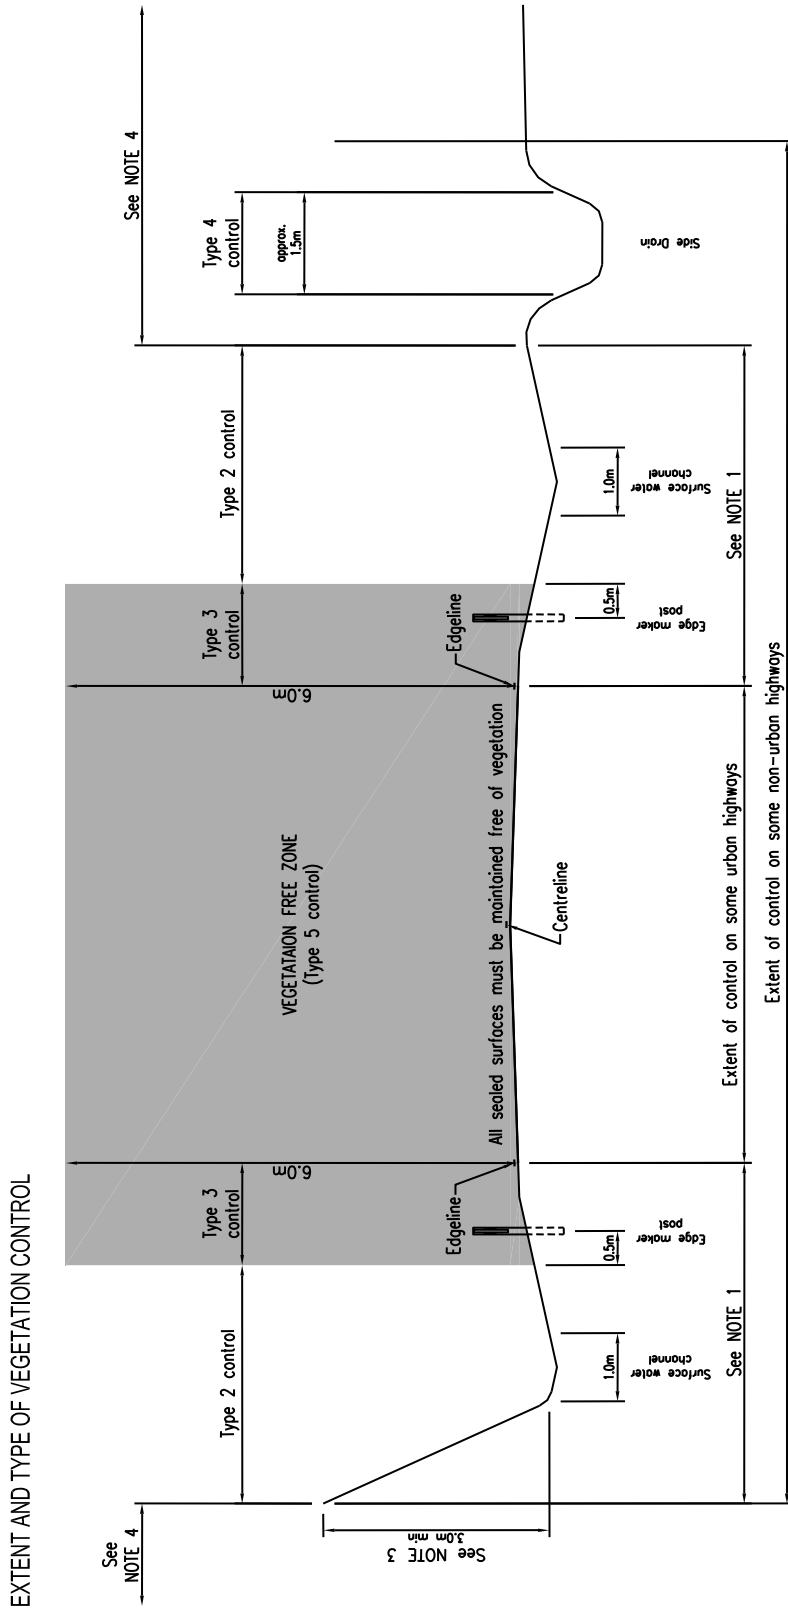 EXTENT AND TYPE OF VEGETATION CONTROL
See
NOTE 4
See NOTE 4
Type 2 control
Type 3
control
Type 3
control
Type 2 control
Type 4
control
approx.
1.5m
6.0m
6.0m
VEGETATAION FREE ZONE
(Type 5 control)
Edgeline
Edgeline
All sealed surfaces must be maintained free of vegetation
Centreline
See NOTE 3
3.0m min
1.0m
Surface water
channel
0.5m
Edge maker
post
0.5m
Edge maker
post
1.0m
Surface water
channel
Side Drain
See NOTE 1
Extent of control on some urban highways
See NOTE 1
Extent of control on some non-urban highways